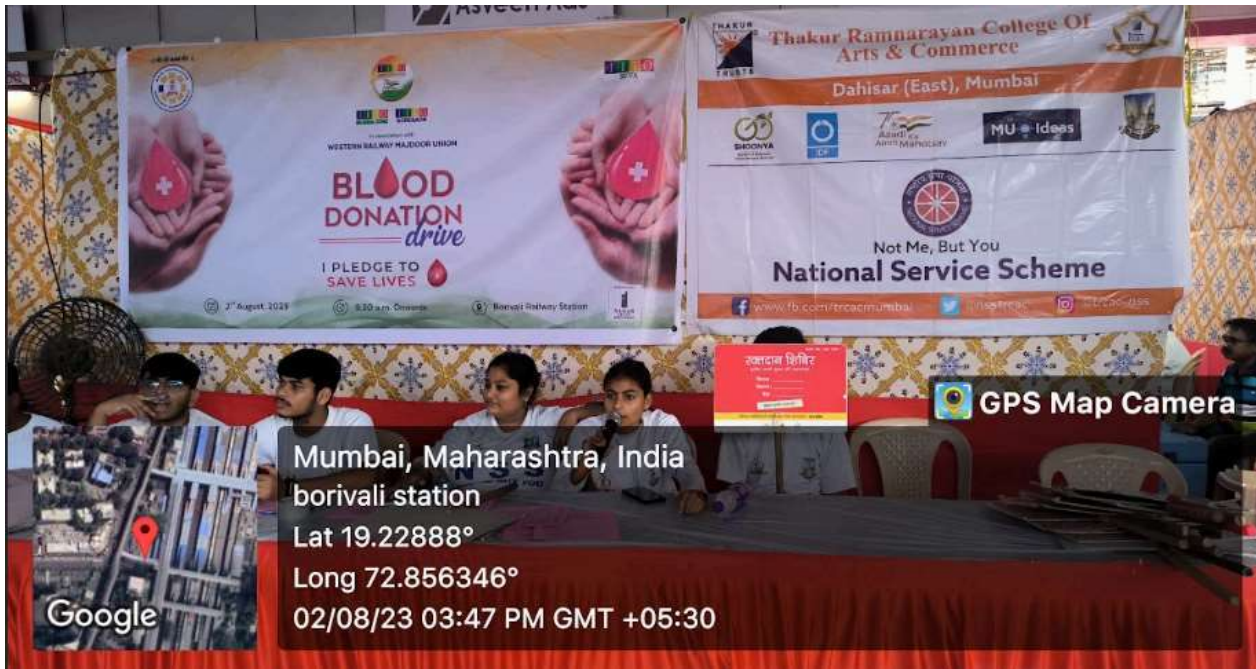 Asveen Ads
In association with
WESTERN RAILWAY MAJDOOR UNION
BLOOD
DONATION
drive
I PLEDGE TO
SAVE LIVES
2nd August, 2023
9.30 a.m. Onwards
Borivali Railway Station
THAKUR
TRUSTS
Thakur Ramnarayan College Of
Arts & Commerce
Dahisar (East), Mumbai
SHOONYA
IDF
75
Azadi Ka
Amrit Mahotsav
MU Ideas
Not Me, But You
National Service Scheme
www.fb.com/trcacmumbai
रक्तदान शिबिर
NSS
GPS Map Camera
Mumbai, Maharashtra, India
borivali station
Lat 19.22888°
Long 72.856346°
02/08/23 03:47 PM GMT +05:30
Google